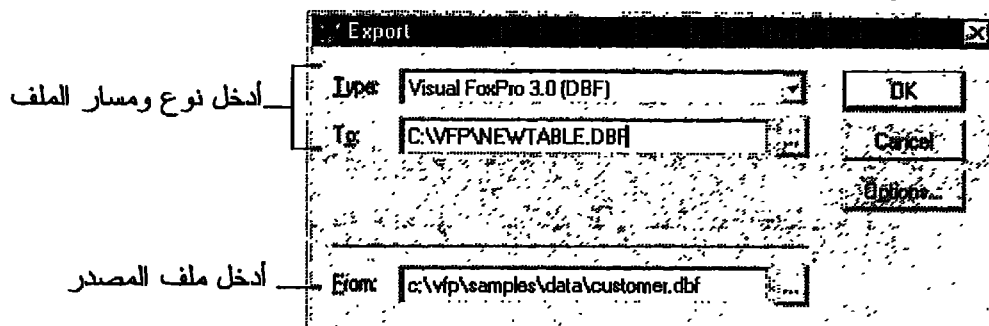 Export
أدخل نوع ومسار الملف
Type: Visual FoxPro 3.0 (DBF)
OK
To: C:\VFP\NEWTABLE.DBF
...
Cancel
Options...
أدخل ملف المصدر
From: c:\vfp\samples\data\customer.dbf
...